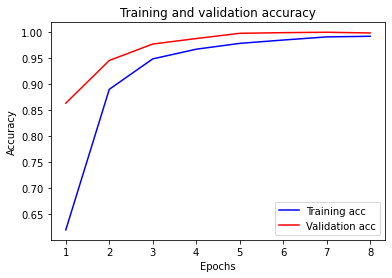 Training and validation accuracy
Accuracy
1.00
0.95
0.90
0.85
0.80
0.75
0.70
0.65
Training acc
Validation acc
1 2 3 4 5 6 7 8
Epochs